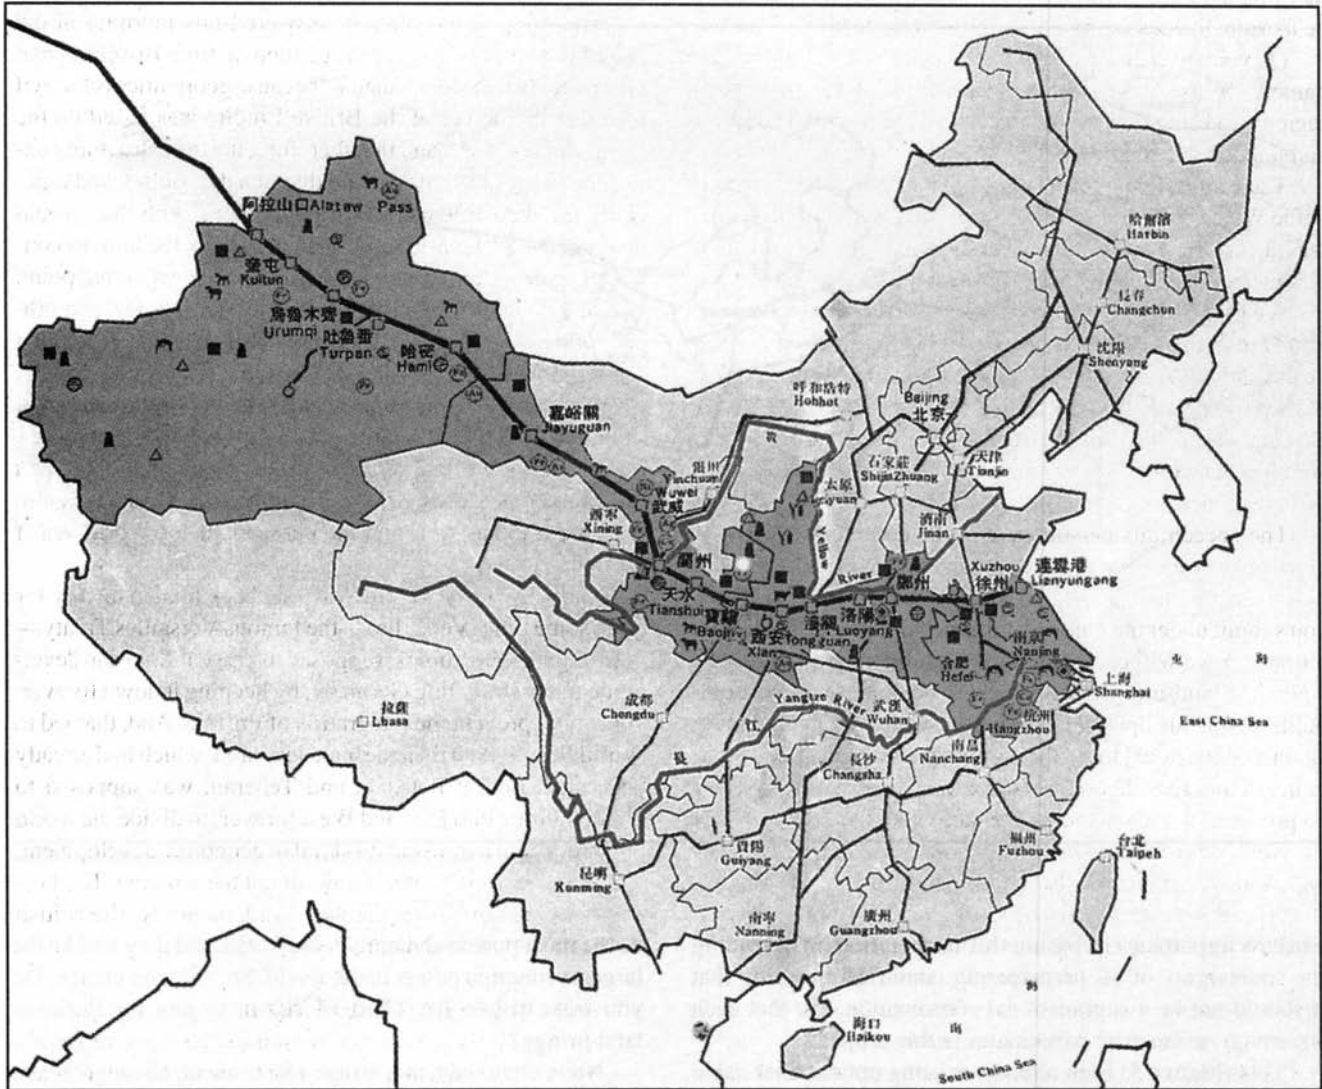 阿拉山口 Alataw Pass
奎屯
Kuitun
烏魯木齊
Urumqi
吐魯番
Turpan
哈密
Hami
嘉峪關
Jiayuguan
哈爾濱
Harbin
長春
Changchun
沈陽
Shenyang
呼和浩特
Hohhot
Beijing
北京
天津
Tianjin
石家莊
ShijiaZhuang
太原
Taiyuan
濟南
Jinan
銀川
Yinchuan
Wuwei
武威
西寧
Xining
蘭州
黃
Yellow
River
天水
Tianshui
寶雞
Baoji
西安
Xian
潼關
Tongguan
洛陽
Luoyang
鄭州
Xuzhou
徐州
連雲港
Lienyungang
南京
Nanjing
合肥
Hefei
上海
Shanghai
海
East China Sea
杭州
Hangzhou
拉薩
Lhasa
成都
Chengdu
Yangtze River
江
長
武漢
Wuhan
南昌
Nanchang
長沙
Changsha
福州
Fuzhou
台北
Taipeh
貴陽
Guiyang
昆明
Kunming
南寧
Nanning
廣州
Guangzhou
海口
Haikou
海
南
South China Sea